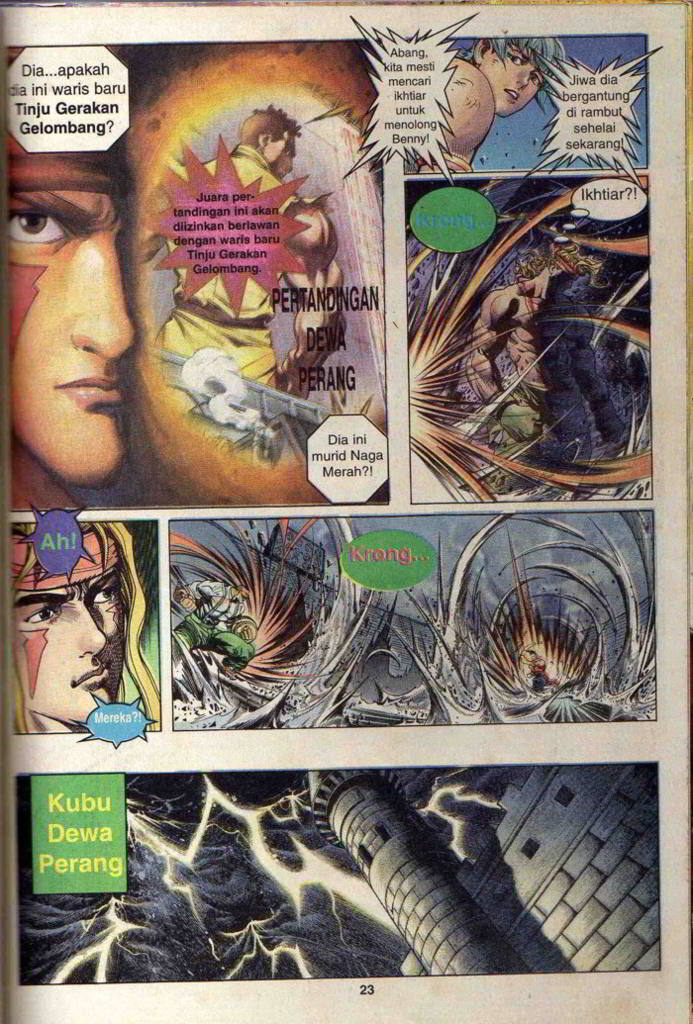 Dia...apakah
dia ini waris baru
Tinju Gerakan
Gelombang?
Juara per-
tandingan ini akan
diizinkan berlawan
dengan waris baru
Tinju Gerakan
Gelombang.
PERTANDINGAN
DEWA
PERANG
Dia ini
murid Naga
Merah?!
Abang,
kita mesti
mencari
ikhtiar
untuk
menolong
Benny!
Jiwa dia
bergantung
di rambut
sehelai
sekarang!
Krong...
Ikhtiar?!
Ah!
Mereka?!
Krong...
Kubu
Dewa
Perang
23